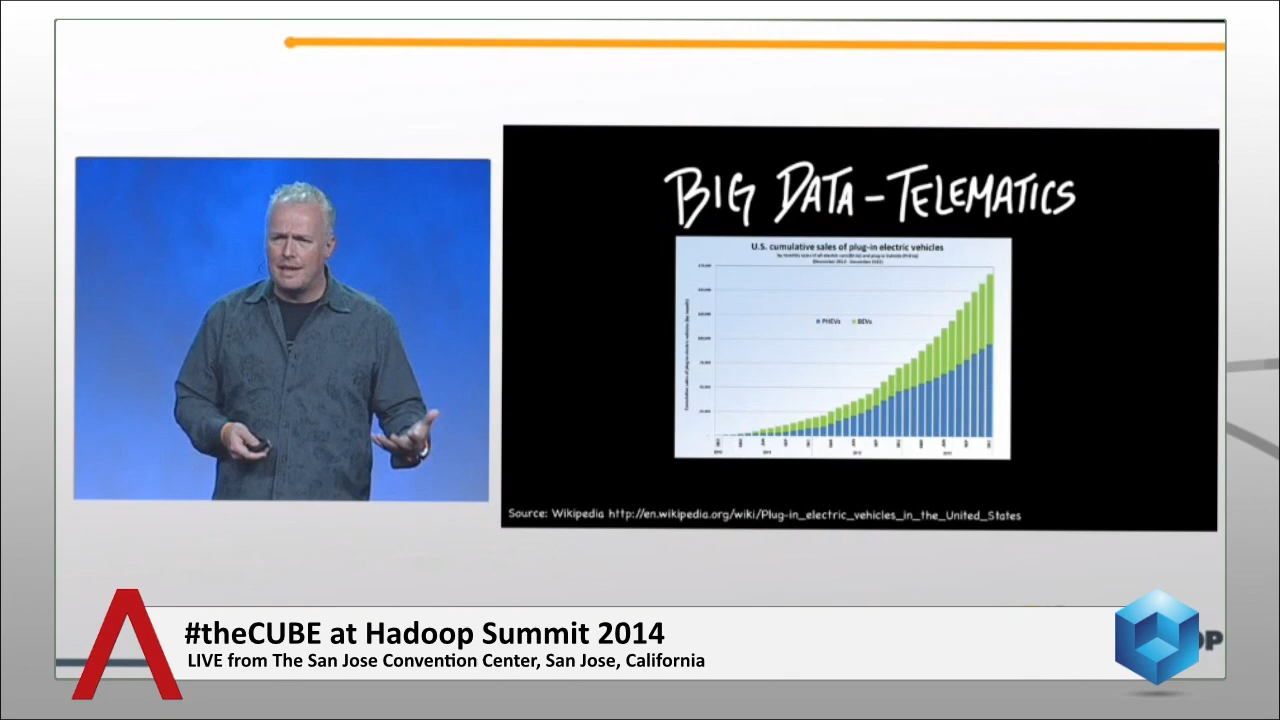 BIG DATA - TELEMATICS
U.S. cumulative sales of plug-in electric vehicles
PHEVs BEVs
Source: Wikipedia http://en.wikipedia.org/wiki/Plug-in_electric_vehicles_in_the_United_States
#theCUBE at Hadoop Summit 2014
LIVE from The San Jose Convention Center, San Jose, California